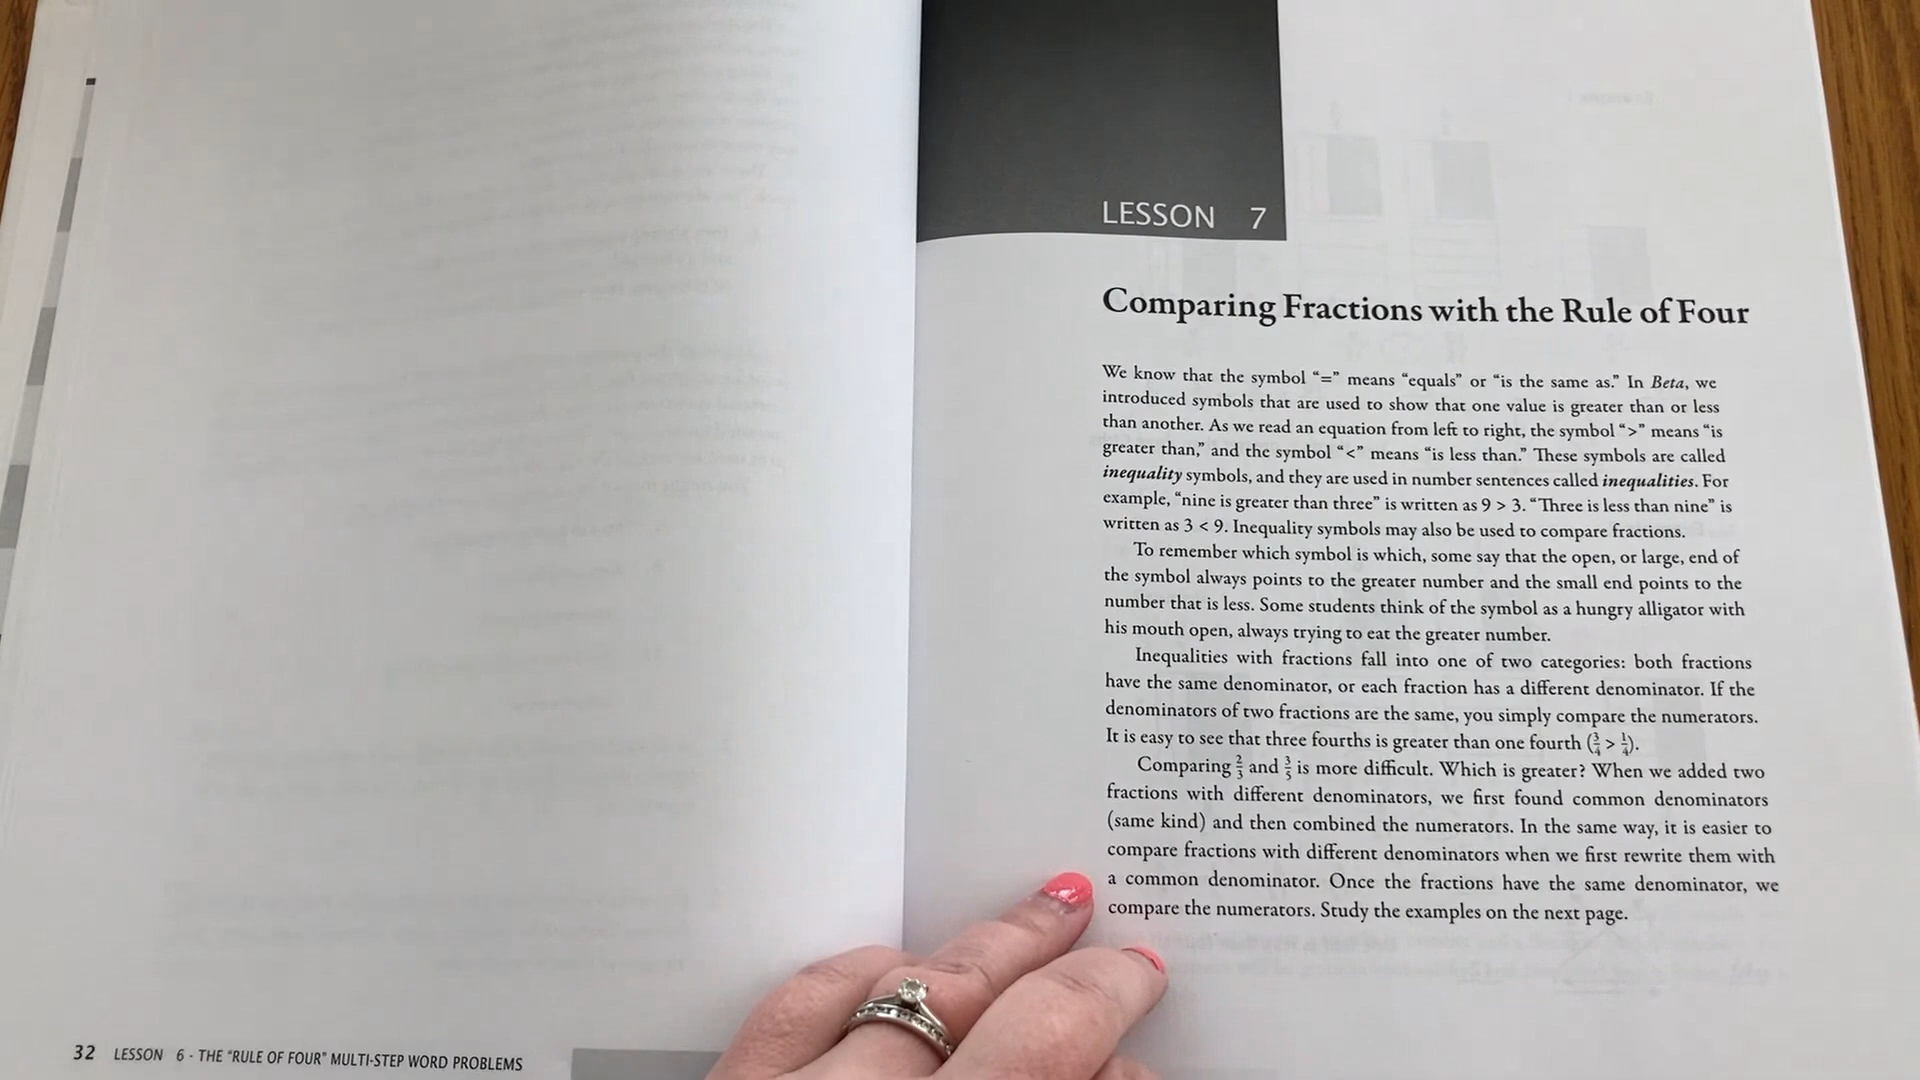 32 LESSON 6 - THE "RULE OF FOUR" MULTI-STEP WORD PROBLEMS
LESSON 7
Comparing Fractions with the Rule of Four
We know that the symbol “=” means “equals” or “is the same as.” In Beta, we
introduced symbols that are used to show that one value is greater than or less
than another. As we read an equation from left to right, the symbol “>” means “is
greater than,” and the symbol “<” means “is less than.” These symbols are called
inequality symbols, and they are used in number sentences called inequalities. For
example, “nine is greater than three” is written as 9 > 3. “Three is less than nine” is
written as 3 < 9. Inequality symbols may also be used to compare fractions.
To remember which symbol is which, some say that the open, or large, end of
the symbol always points to the greater number and the small end points to the
number that is less. Some students think of the symbol as a hungry alligator with
his mouth open, always trying to eat the greater number.
Inequalities with fractions fall into one of two categories: both fractions
have the same denominator, or each fraction has a different denominator. If the
denominators of two fractions are the same, you simply compare the numerators.
It is easy to see that three fourths is greater than one fourth (3/4 > 1/4).
Comparing 2/3 and 3/5 is more difficult. Which is greater? When we added two
fractions with different denominators, we first found common denominators
(same kind) and then combined the numerators. In the same way, it is easier to
compare fractions with different denominators when we first rewrite them with
a common denominator. Once the fractions have the same denominator, we
compare the numerators. Study the examples on the next page.